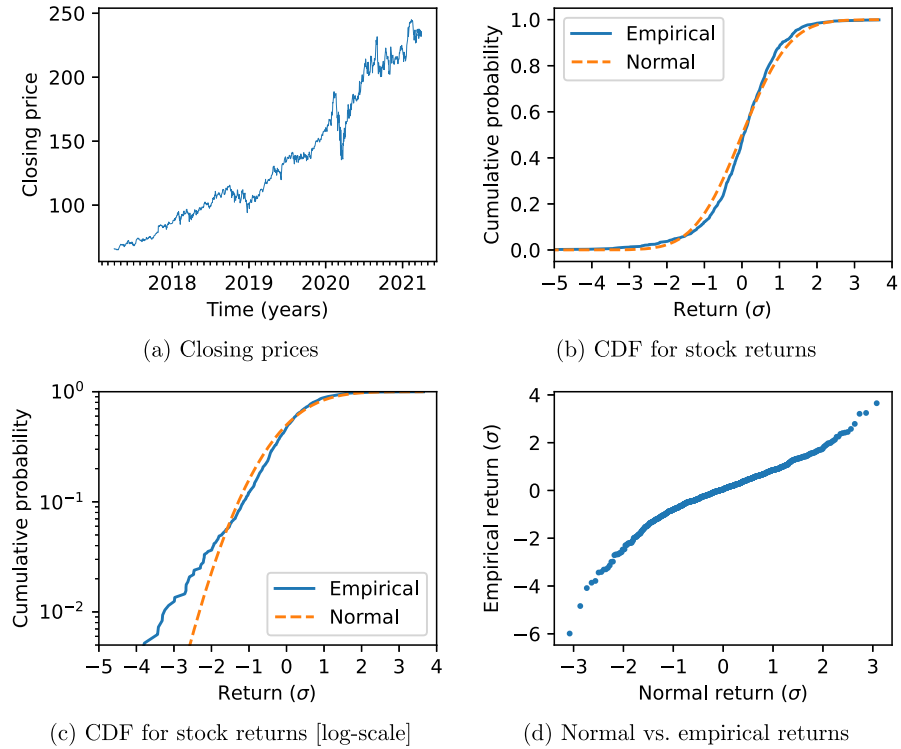 250
200
150
100
Closing price
2018 2019 2020 2021
Time (years)
(a) Closing prices
1.0
0.8
0.6
0.4
0.2
0.0
Cumulative probability
Empirical
Normal
−5 −4 −3 −2 −1 0 1 2 3 4
Return (σ)
(b) CDF for stock returns
10⁰
10⁻¹
10⁻²
Cumulative probability
Empirical
Normal
−5 −4 −3 −2 −1 0 1 2 3 4
Return (σ)
(c) CDF for stock returns [log-scale]
4
2
0
−2
−4
−6
Empirical return (σ)
−3 −2 −1 0 1 2 3
Normal return (σ)
(d) Normal vs. empirical returns